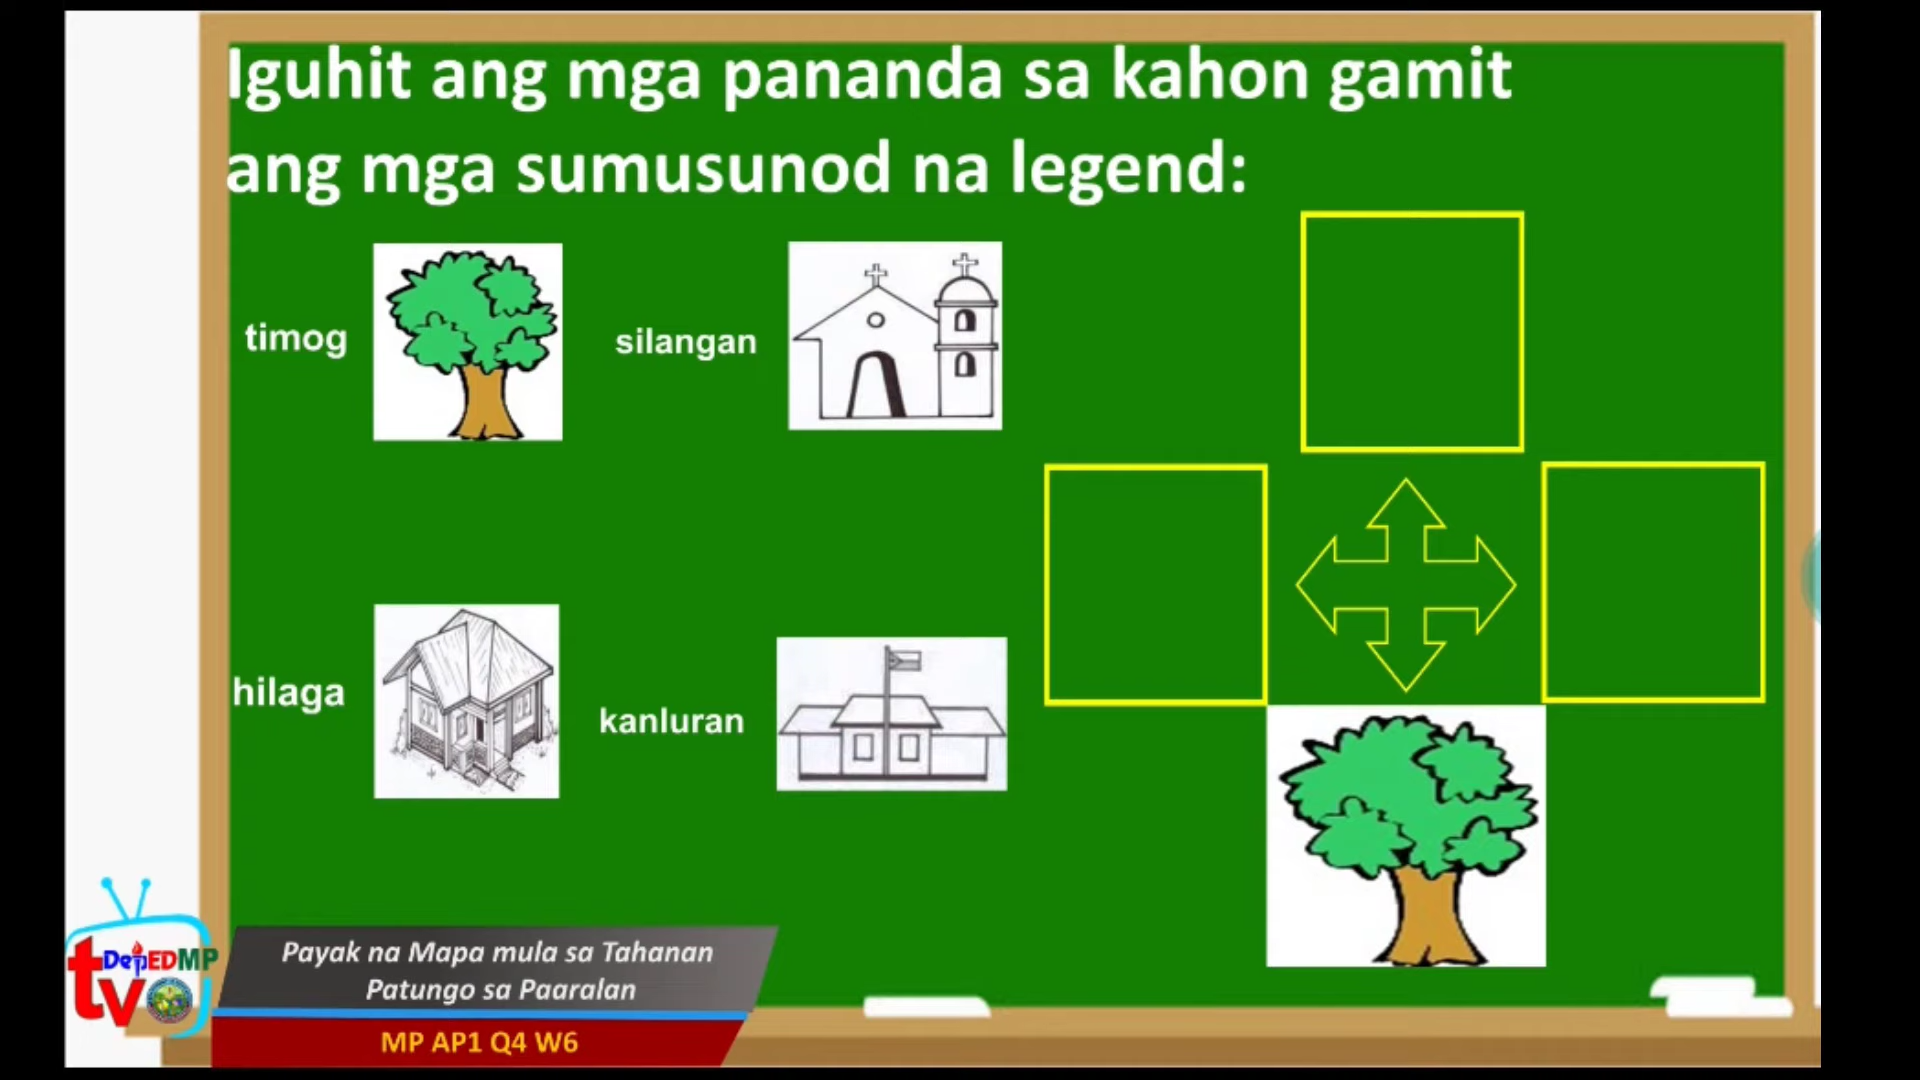 Iguhit ang mga pananda sa kahon gamit
ang mga sumusunod na legend:
timog
silangan
hilaga
kanluran
tv DepEDMP
Payak na Mapa mula sa Tahanan
Patungo sa Paaralan
MP AP1 Q4 W6